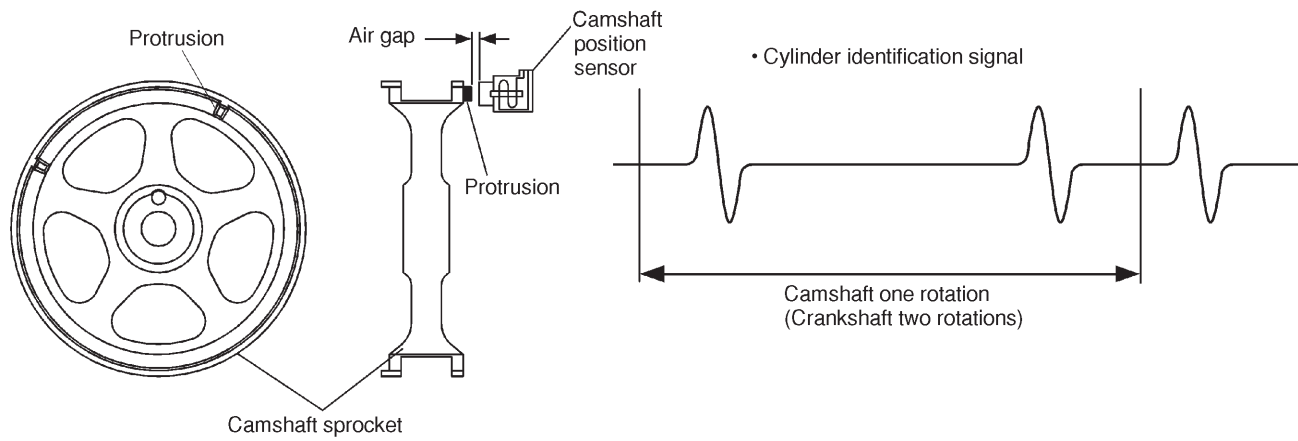 Protrusion
Air gap
Camshaft
position
sensor
Protrusion
Camshaft sprocket
• Cylinder identification signal
Camshaft one rotation
(Crankshaft two rotations)